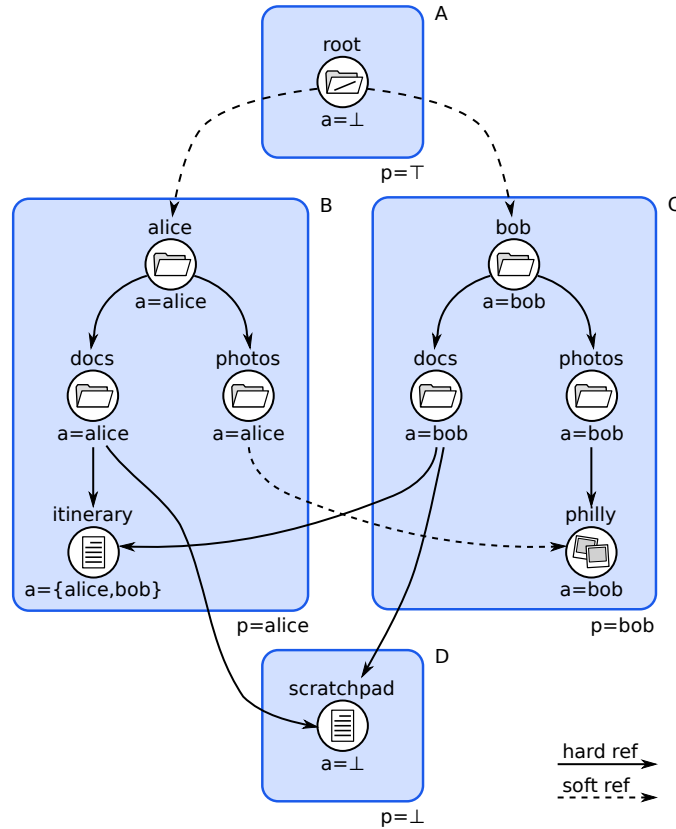 A
root
a=⊥
p=⊤
B
C
alice
a=alice
bob
a=bob
docs
a=alice
photos
a=alice
docs
a=bob
photos
a=bob
itinerary
a={alice,bob}
philly
a=bob
p=alice
p=bob
D
scratchpad
a=⊥
p=⊥
hard ref
soft ref